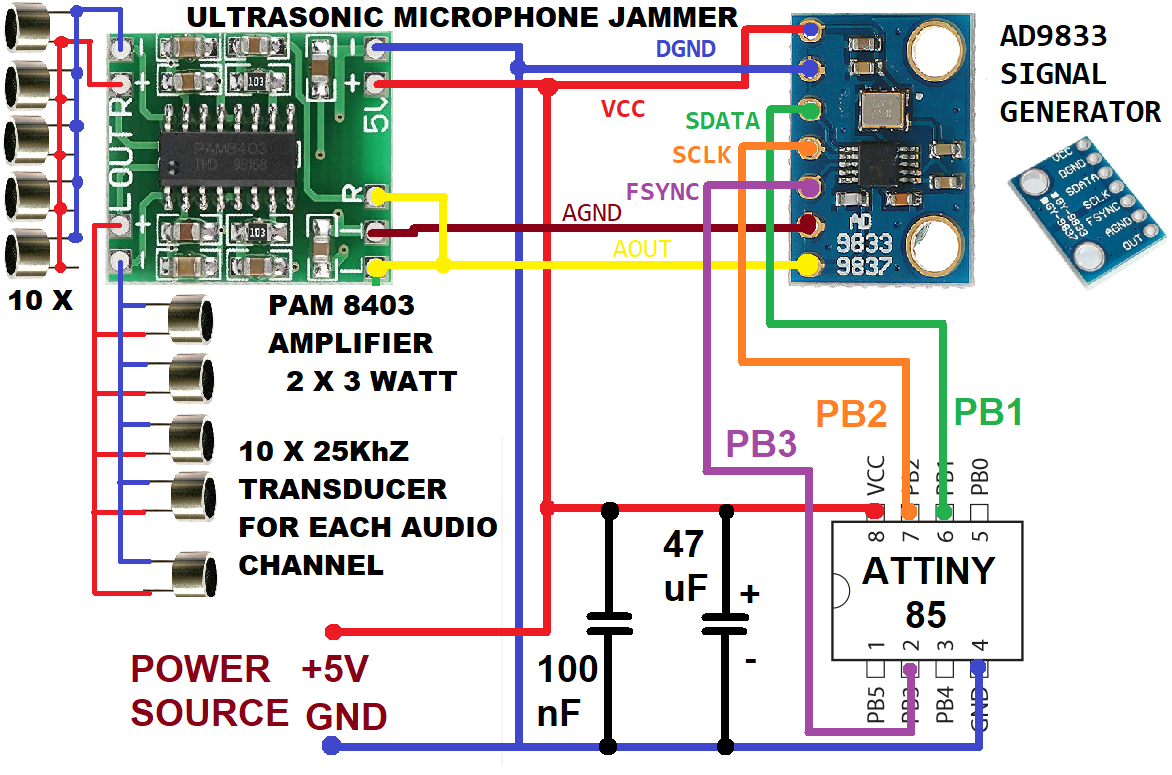 ULTRASONIC MICROPHONE JAMMER
DGND
VCC
SDATA
SCLK
FSYNC
AGND
AOUT
AD9833
SIGNAL
GENERATOR
VCC
DGND
SDATA
SCLK
FSYNC
AGND
OUT
- + R LOUT + -
+ 5V
R
L
103
103
PAM8403
AD
9833
9837
10 X
PAM 8403
AMPLIFIER
2 X 3 WATT
10 X 25KhZ
TRANSDUCER
FOR EACH AUDIO
CHANNEL
PB3
PB2
PB1
VCC
PB2
PB1
PB0
8 7 6 5
ATTINY
85
1 2 3 4
PB5
PB3
PB4
GND
47
uF
+
-
100
nF
POWER +5V
SOURCE GND